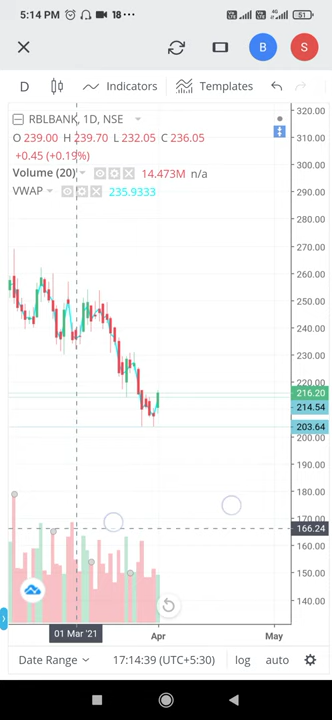 5:14 PM 18••• 51
B S
D Indicators Templates
RBLBANK, 1D, NSE
O 239.00 H 239.70 L 232.05 C 236.05
+0.45 (+0.19%)
Volume (20) 14.473M n/a
VWAP 235.9333
320.00
310.00
300.00
290.00
280.00
270.00
260.00
250.00
240.00
230.00
220.00
216.20
214.54
203.64
200.00
180.00
170.00
166.24
160.00
150.00
140.00
01 Mar '21 Apr May
Date Range 17:14:39 (UTC+5:30) log auto